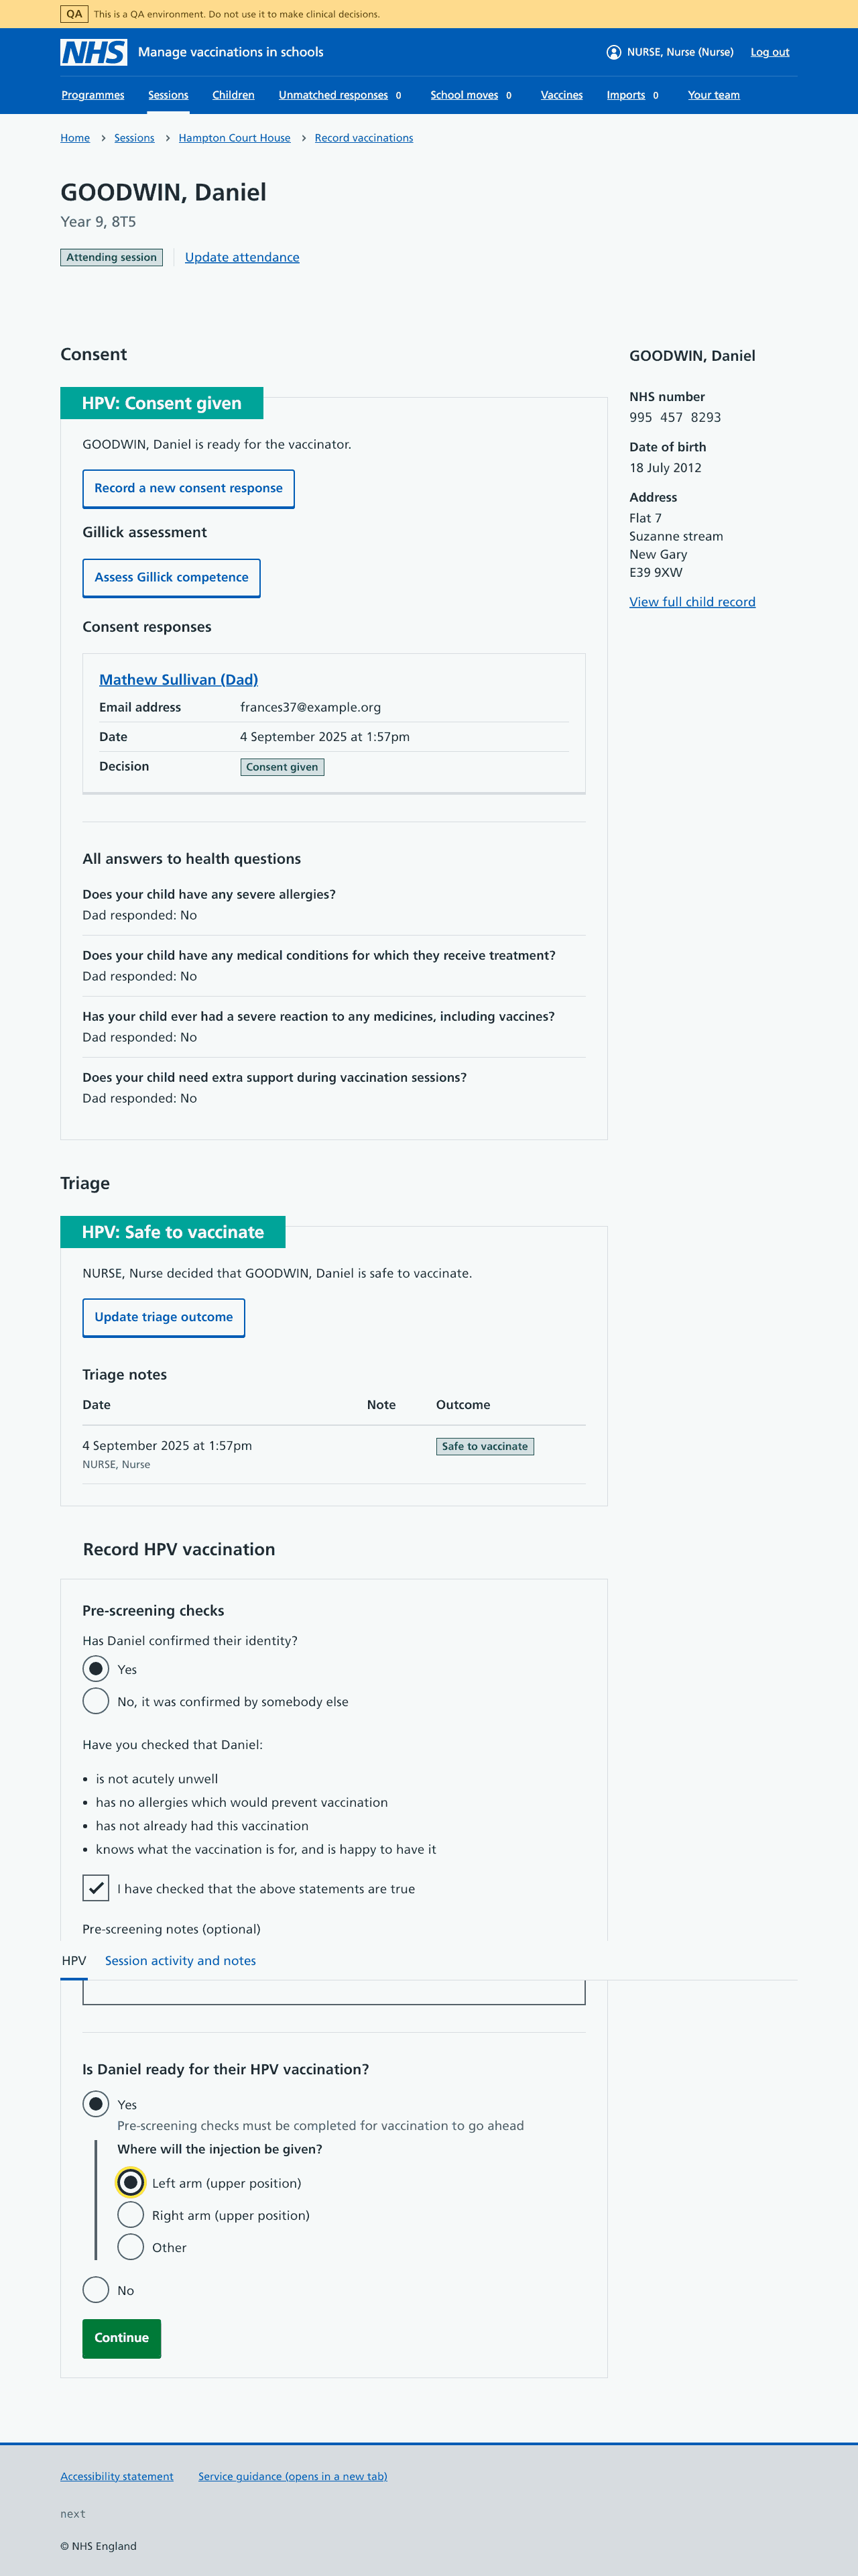 QA This is a QA environment. Do not use it to make clinical decisions.
NHS Manage vaccinations in schools NURSE, Nurse (Nurse) Log out
Programmes Sessions Children Unmatched responses 0 School moves 0 Vaccines Imports 0 Your team
Home Sessions Hampton Court House Record vaccinations
GOODWIN, Daniel
Year 9, 8T5
Attending session Update attendance
Consent
HPV: Consent given
GOODWIN, Daniel is ready for the vaccinator.
Record a new consent response
Gillick assessment
Assess Gillick competence
Consent responses
Mathew Sullivan (Dad)
Email address frances37@example.org
Date 4 September 2025 at 1:57pm
Decision Consent given
All answers to health questions
Does your child have any severe allergies?
Dad responded: No
Does your child have any medical conditions for which they receive treatment?
Dad responded: No
Has your child ever had a severe reaction to any medicines, including vaccines?
Dad responded: No
Does your child need extra support during vaccination sessions?
Dad responded: No
GOODWIN, Daniel
NHS number
995 457 8293
Date of birth
18 July 2012
Address
Flat 7
Suzanne stream
New Gary
E39 9XW
View full child record
Triage
HPV: Safe to vaccinate
NURSE, Nurse decided that GOODWIN, Daniel is safe to vaccinate.
Update triage outcome
Triage notes
Date Note Outcome
4 September 2025 at 1:57pm Safe to vaccinate
NURSE, Nurse
Record HPV vaccination
Pre-screening checks
Has Daniel confirmed their identity?
Yes
No, it was confirmed by somebody else
Have you checked that Daniel:
• is not acutely unwell
• has no allergies which would prevent vaccination
• has not already had this vaccination
• knows what the vaccination is for, and is happy to have it
I have checked that the above statements are true
Pre-screening notes (optional)
HPV Session activity and notes
Is Daniel ready for their HPV vaccination?
Yes
Pre-screening checks must be completed for vaccination to go ahead
Where will the injection be given?
Left arm (upper position)
Right arm (upper position)
Other
No
Continue
Accessibility statement Service guidance (opens in a new tab)
next
© NHS England